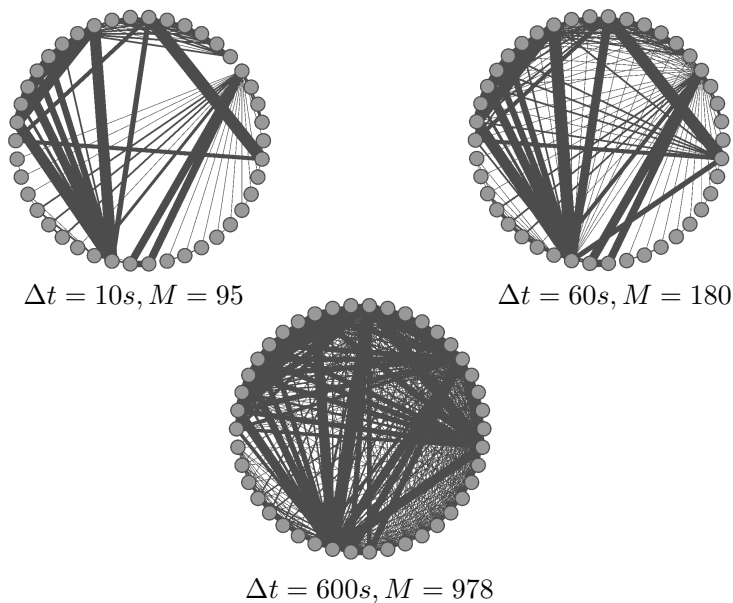 Δt = 10s, M = 95
Δt = 60s, M = 180
Δt = 600s, M = 978